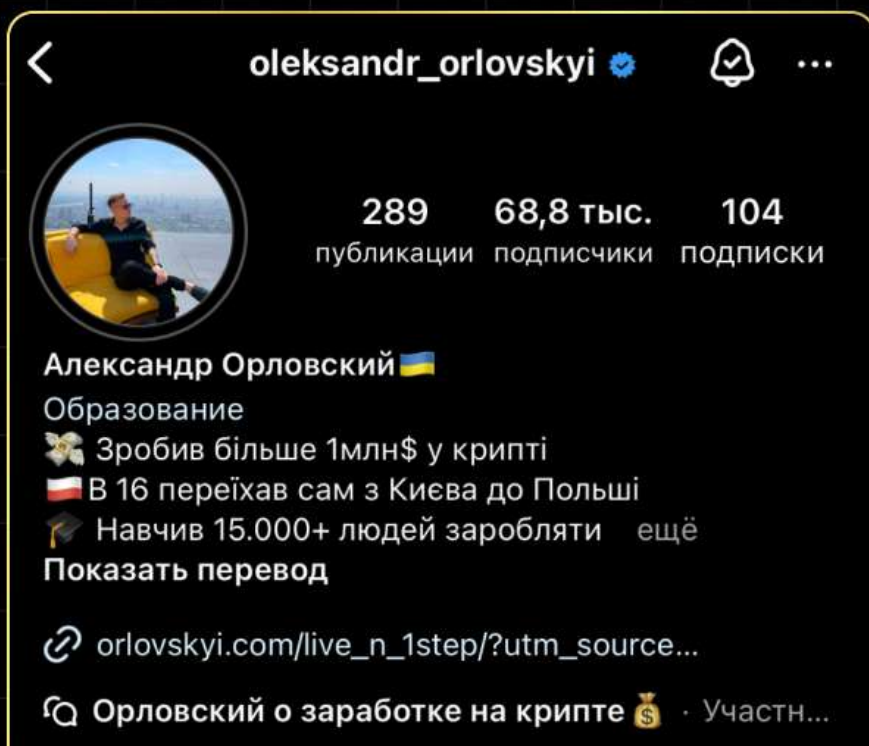 oleksandr_orlovskyi
289 68,8 тыс. 104
публикации подписчики подписки
Александр Орловский🇺🇦
Образование
💸 Зробив більше 1млн$ у крипті
🇵🇱В 16 переїхав сам з Києва до Польші
🎓 Навчив 15.000+ людей заробляти ещё
Показать перевод
orlovskyi.com/live_n_1step/?utm_source...
Орловский о заработке на крипте💰 · Участн...